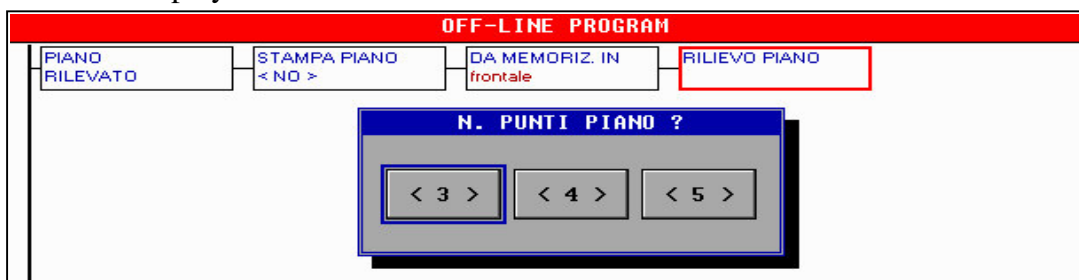 OFF-LINE PROGRAM
PIANO
RILEVATO
STAMPA PIANO
< NO >
DA MEMORIZ. IN
frontale
RILIEVO PIANO
N. PUNTI PIANO ?
< 3 >
< 4 >
< 5 >